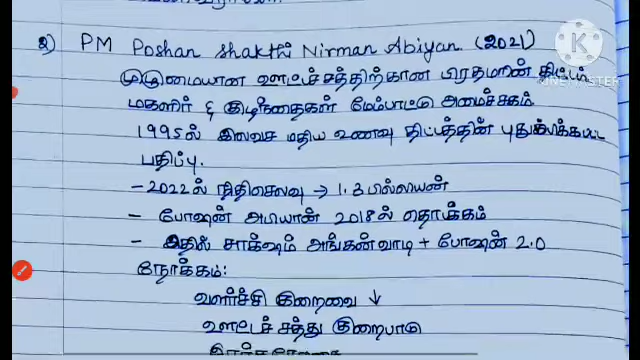 2) PM Poshan Shakthi Nirman Abiyan (2021)
முழுமையான ஊட்டச்சத்திற்கான பிரதமரின் திட்டம்
மகளிர் & குழந்தைகள் மேம்பாட்டு அமைச்சகம்
1995ல் இலவச மதிய உணவு திட்டத்தின் புதுப்பிக்கப்பட்ட
பதிப்பு.
- 2022ல் நிதிசெலவு → 1.3 பில்லியன்
- போஷன் அபியான் 2018ல் தொக்கம்
- அதில் சாக்ஷம் அங்கன்வாடி + போஷன் 2.0
நோக்கம்:
வளர்ச்சி குறைவை ↓
ஊட்டச் சத்து குறைபாடு
KINEMASTER